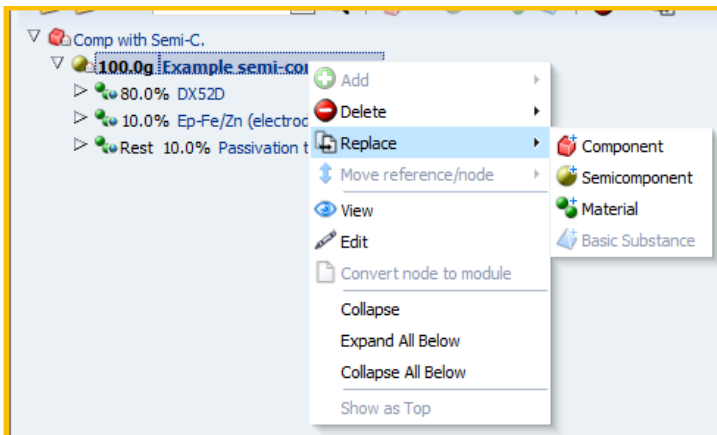 Comp with Semi-C.
100.0g Example semi-co
80.0% DX52D
10.0% Ep-Fe/Zn (electrod
Rest 10.0% Passivation t
Add
Delete
Replace
Move reference/node
View
Edit
Convert node to module
Collapse
Expand All Below
Collapse All Below
Show as Top
Component
Semicomponent
Material
Basic Substance